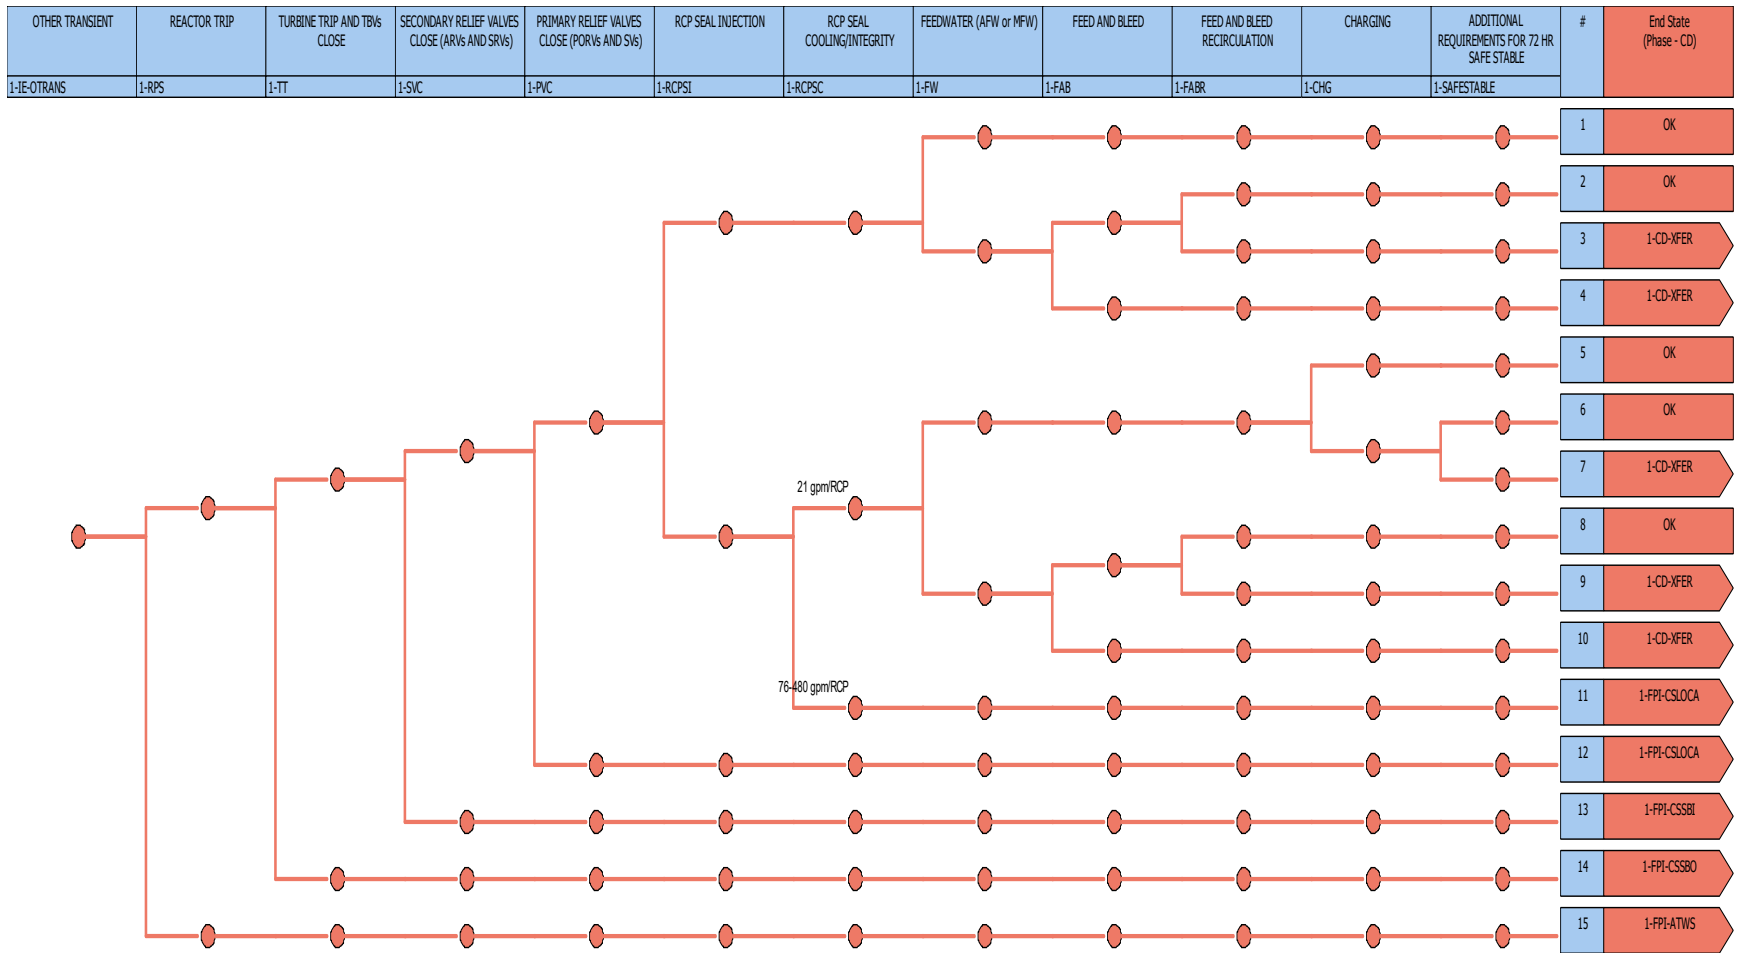 OTHER TRANSIENT
REACTOR TRIP
TURBINE TRIP AND TBVs
CLOSE
SECONDARY RELIEF VALVES
CLOSE (ARVs AND SRVs)
PRIMARY RELIEF VALVES
CLOSE (PORVs AND SVs)
RCP SEAL INJECTION
RCP SEAL
COOLING/INTEGRITY
FEEDWATER (AFW or MFW)
FEED AND BLEED
FEED AND BLEED
RECIRCULATION
CHARGING
ADDITIONAL
REQUIREMENTS FOR 72 HR
SAFE STABLE
#
End State
(Phase - CD)
1-IE-OTRANS
1-RPS
1-TT
1-SVC
1-PVC
1-RCPSI
1-RCPSC
1-FW
1-FAB
1-FABR
1-CHG
1-SAFESTABLE
1 OK
2 OK
3 1-CD-XFER
4 1-CD-XFER
5 OK
6 OK
7 1-CD-XFER
21 gpm/RCP
8 OK
9 1-CD-XFER
10 1-CD-XFER
76-480 gpm/RCP
11 1-FPI-CSLOCA
12 1-FPI-CSLOCA
13 1-FPI-CSSBI
14 1-FPI-CSSBO
15 1-FPI-ATWS